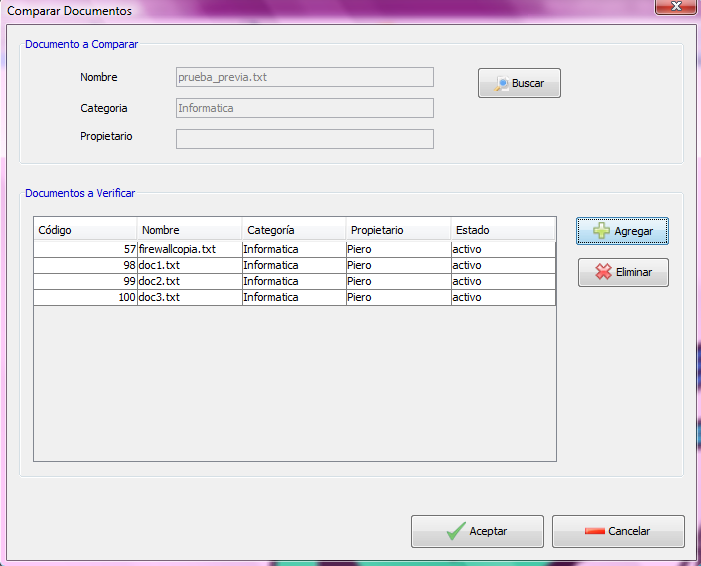 Comparar Documentos
Documento a Comparar
Nombre prueba_previa.txt Buscar
Categoria Informatica
Propietario
Documentos a Verificar
Código Nombre Categoría Propietario Estado Agregar
57 firewallcopia.txt Informatica Piero activo
98 doc1.txt Informatica Piero activo
99 doc2.txt Informatica Piero activo Eliminar
100 doc3.txt Informatica Piero activo
Aceptar Cancelar